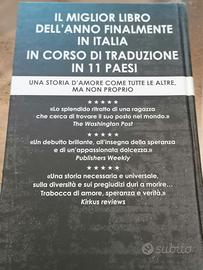 IL MIGLIOR LIBRO
DELL'ANNO FINALMENTE
IN ITALIA
IN CORSO DI TRADUZIONE
IN 11 PAESI
UNA STORIA D'AMORE COME TUTTE LE ALTRE,
MA NON PROPRIO
★★★★★
«Lo splendido ritratto di una ragazza
che cerca di trovare il suo posto nel mondo.»
The Washington Post
★★★★★
«Un debutto brillante, all'insegna della speranza
e di un'appassionata dolcezza.»
Publishers Weekly
★★★★★
«Una storia necessaria e universale,
sulla diversità e sui pregiudizi duri a morire...
Trabocca di amore, speranza e verità.»
Kirkus reviews
subito